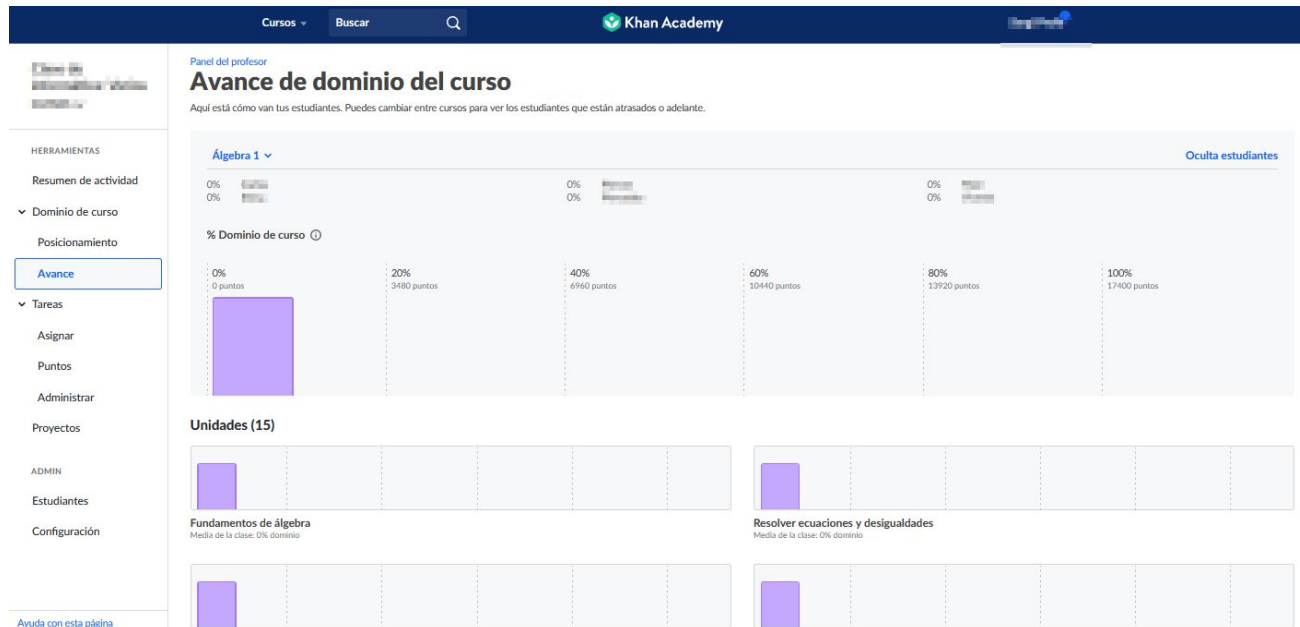 Cursos
Buscar
Khan Academy
HERRAMIENTAS
Resumen de actividad
Dominio de curso
Posicionamiento
Avance
Tareas
Asignar
Puntos
Administrar
Proyectos
ADMIN
Estudiantes
Configuración
Ayuda con esta página
Panel del profesor
Avance de dominio del curso
Aquí está cómo van tus estudiantes. Puedes cambiar entre cursos para ver los estudiantes que están atrasados o adelante.
Álgebra 1
Oculta estudiantes
0%
0%
0%
0%
0%
0%
% Dominio de curso
0%
0 puntos
20%
3480 puntos
40%
6960 puntos
60%
10440 puntos
80%
13920 puntos
100%
17400 puntos
Unidades (15)
Fundamentos de álgebra
Media de la clase: 0% dominio
Resolver ecuaciones y desigualdades
Media de la clase: 0% dominio